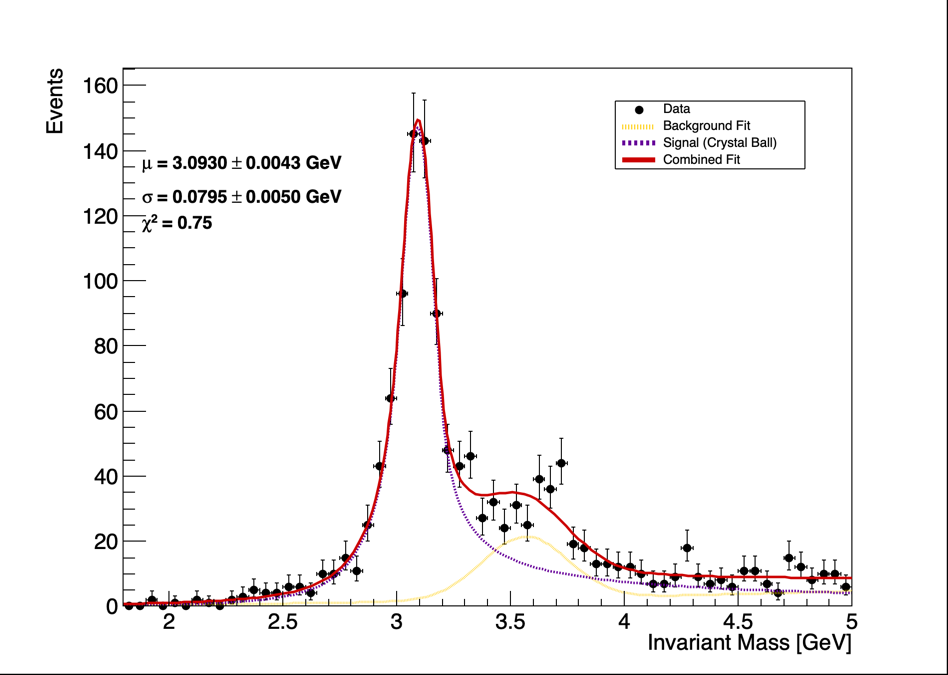 Events
160
140
120
100
80
60
40
20
0
μ = 3.0930 ± 0.0043 GeV
σ = 0.0795 ± 0.0050 GeV
χ² = 0.75
Data
Background Fit
Signal (Crystal Ball)
Combined Fit
2 2.5 3 3.5 4 4.5 5
Invariant Mass [GeV]